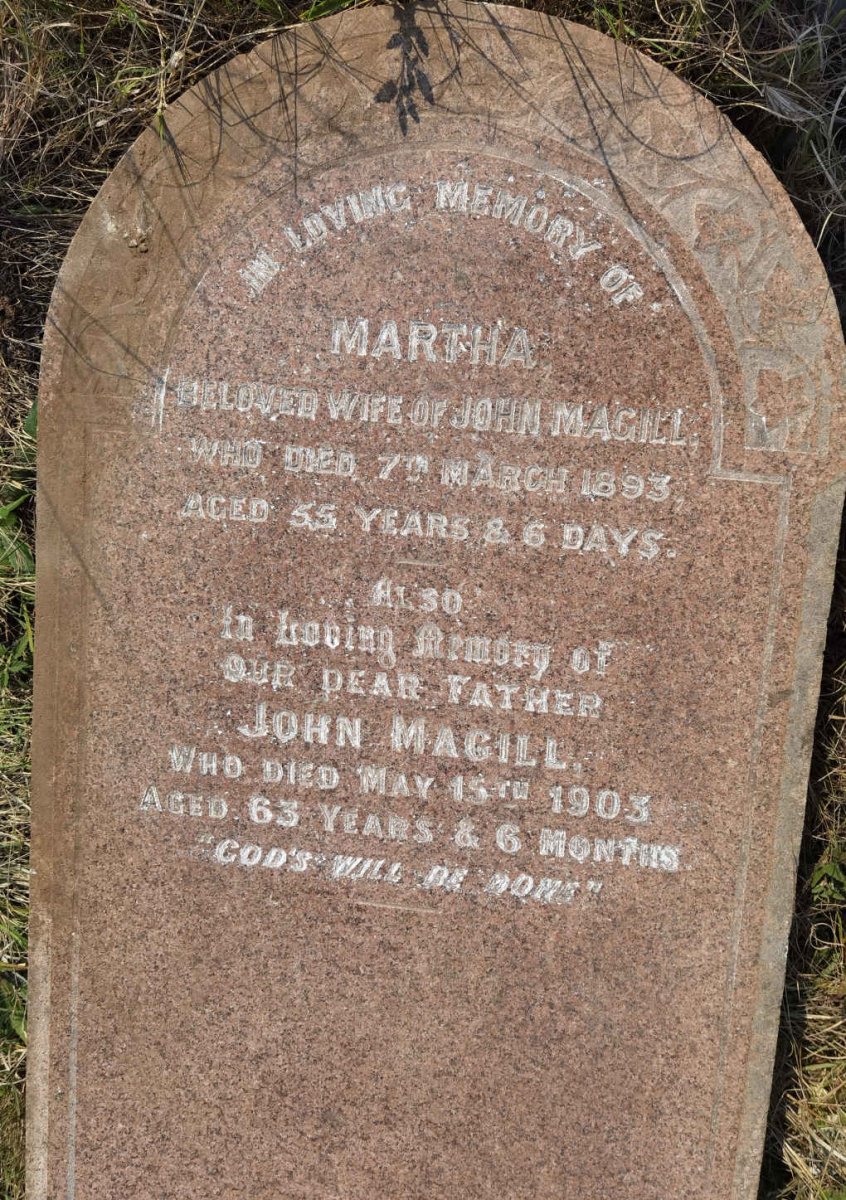 IN LOVING MEMORY OF
MARTHA
BELOVED WIFE OF JOHN MAGILL,
WHO DIED 7TH MARCH 1893,
AGED 55 YEARS & 6 DAYS.
ALSO
In Loving Memory of
OUR DEAR FATHER
JOHN MAGILL.
WHO DIED MAY 15TH 1903
AGED 63 YEARS & 6 MONTHS
"GOD'S WILL BE DONE"